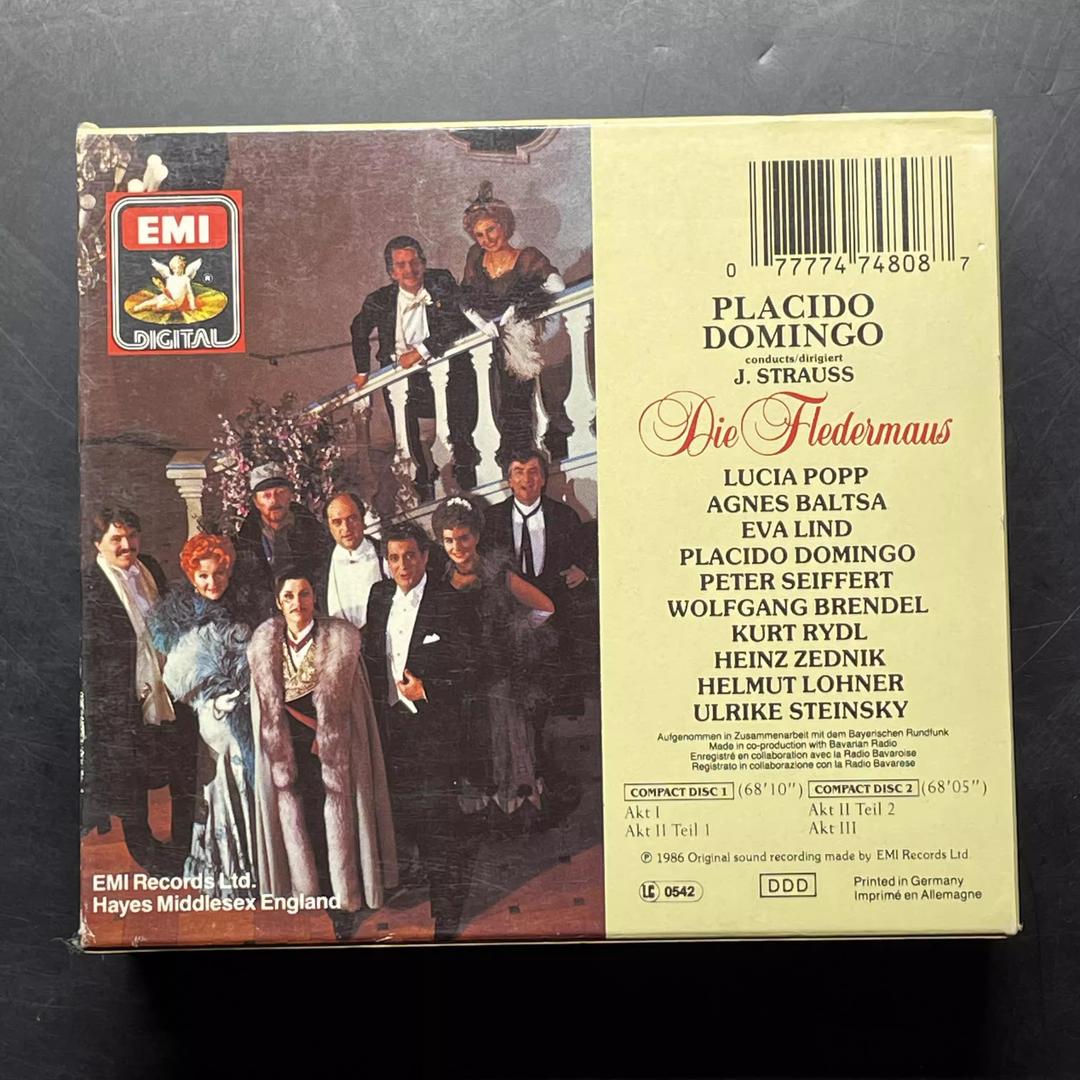 EMI
®
DIGITAL
EMI Records Ltd.
Hayes Middlesex England
0 77774 74808 7
PLACIDO
DOMINGO
conducts/dirigiert
J. STRAUSS
Die Fledermaus
LUCIA POPP
AGNES BALTSA
EVA LIND
PLACIDO DOMINGO
PETER SEIFFERT
WOLFGANG BRENDEL
KURT RYDL
HEINZ ZEDNIK
HELMUT LOHNER
ULRIKE STEINSKY
Aufgenommen in Zusammenarbeit mit dem Bayerischen Rundfunk
Made in co-production with Bavarian Radio
Enregistré en collaboration avec la Radio Bavaroise
Registrato in collaborazione con la Radio Bavarese
COMPACT DISC 1 (68'10") COMPACT DISC 2 (68'05")
Akt I Akt II Teil 2
Akt II Teil 1 Akt III
℗ 1986 Original sound recording made by EMI Records Ltd
LC 0542 DDD Printed in Germany
Imprimé en Allemagne